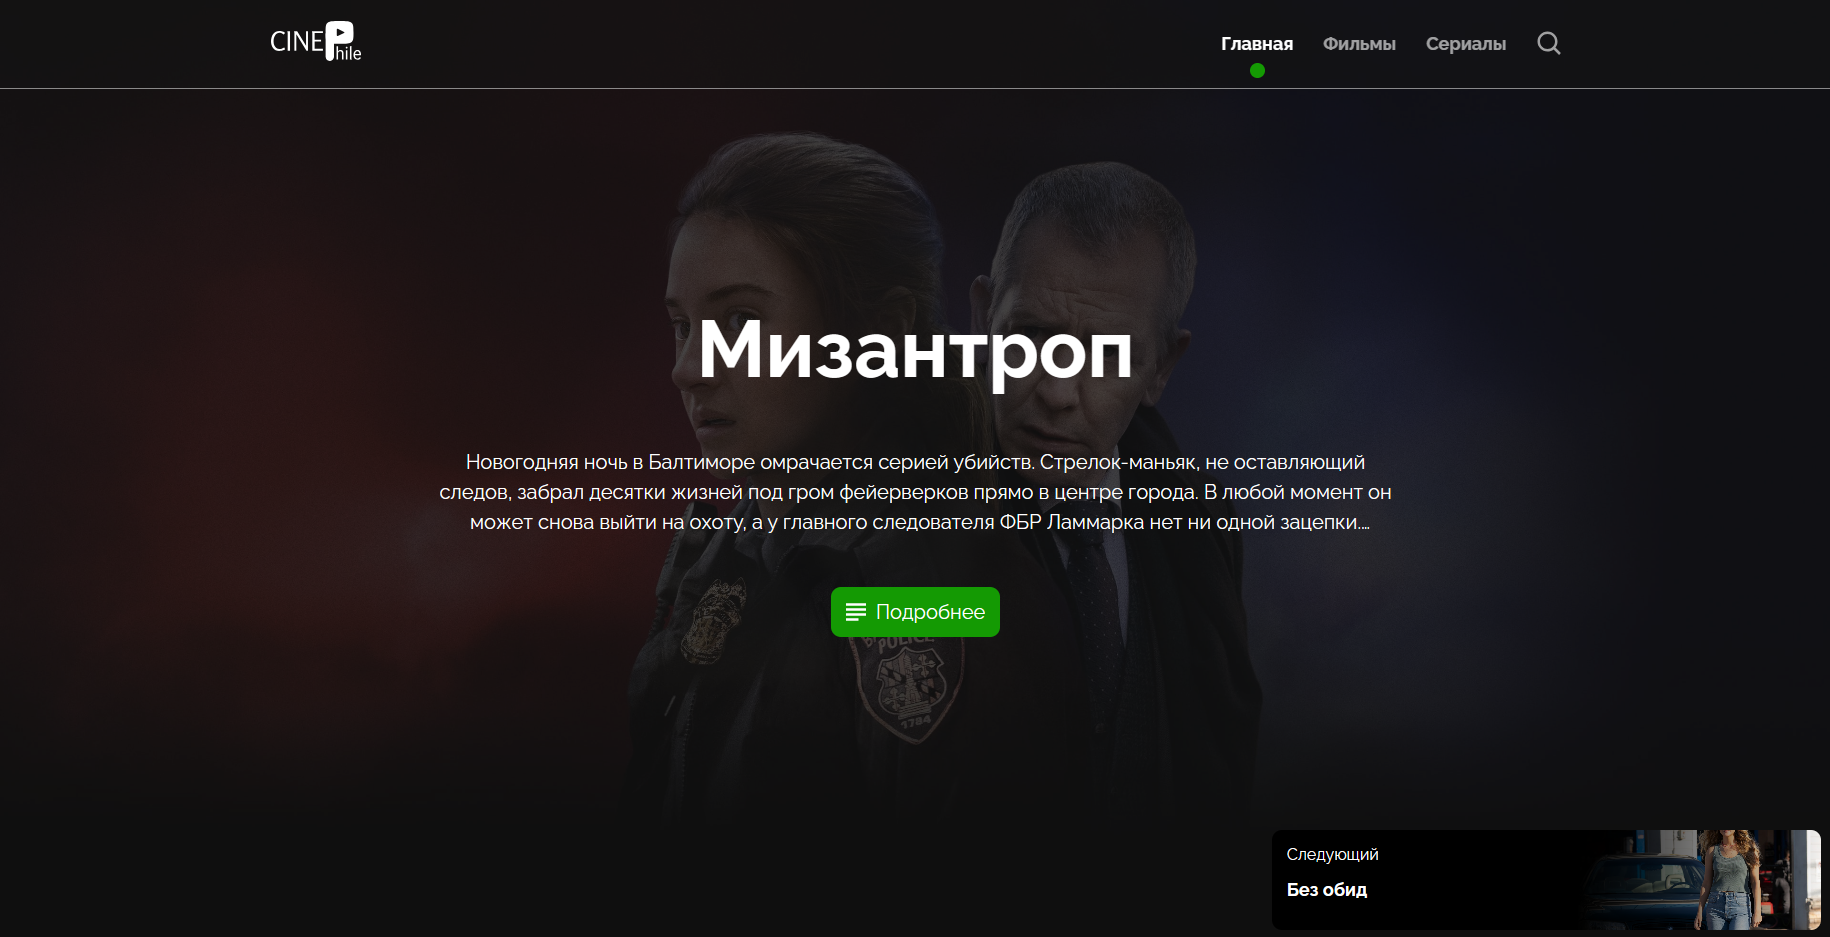 CINEPhile
Главная Фильмы Сериалы
Мизантроп
Новогодняя ночь в Балтиморе омрачается серией убийств. Стрелок-маньяк, не оставляющий
следов, забрал десятки жизней под гром фейерверков прямо в центре города. В любой момент он
может снова выйти на охоту, а у главного следователя ФБР Ламмарка нет ни одной зацепки....
Подробнее
POLICE
1784
Следующий
Без обид